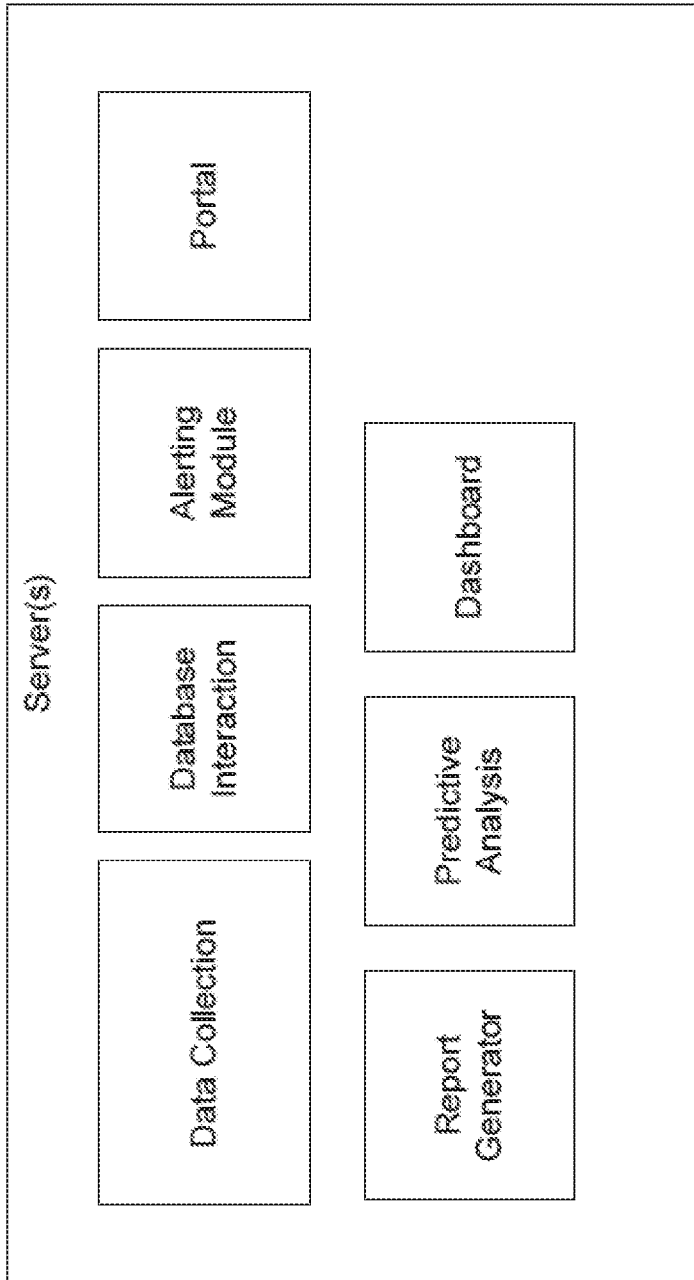 Server(s)
Data Collection
Database
Interaction
Alerting
Module
Portal
Report
Generator
Predictive
Analysis
Dashboard